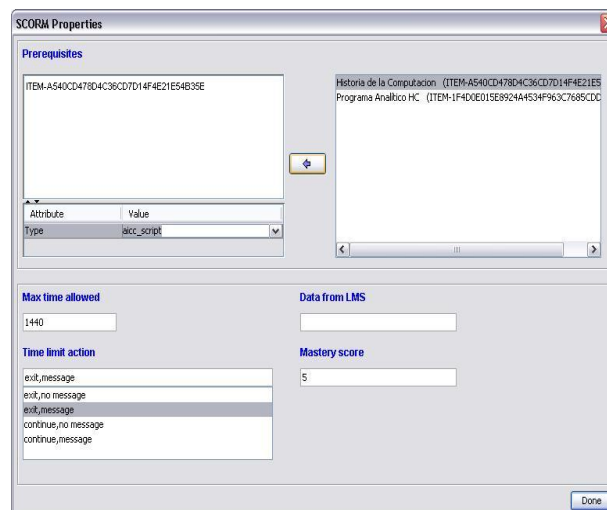 SCORM Properties
Prerequisites
ITEM-A540CD478D4C36CD7D14F4E21E54B35E
Historia de la Computacion (ITEM-A540CD478D4C36CD7D14F4E21E5
Programa Analítico HC (ITEM-1F4D0E015E8924A4534F963C7685CDD
Attribute Value
Type aicc_script
Max time allowed
Data from LMS
1440
Time limit action
Mastery score
exit,message
5
exit,no message
exit,message
continue,no message
continue,message
Done